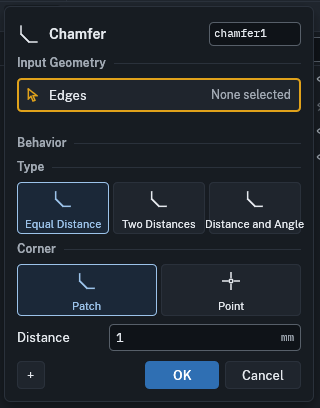 Chamfer chamfer1
Input Geometry
Edges None selected
Behavior
Type
Equal Distance Two Distances Distance and Angle
Corner
Patch Point
Distance 1 mm
+ OK Cancel